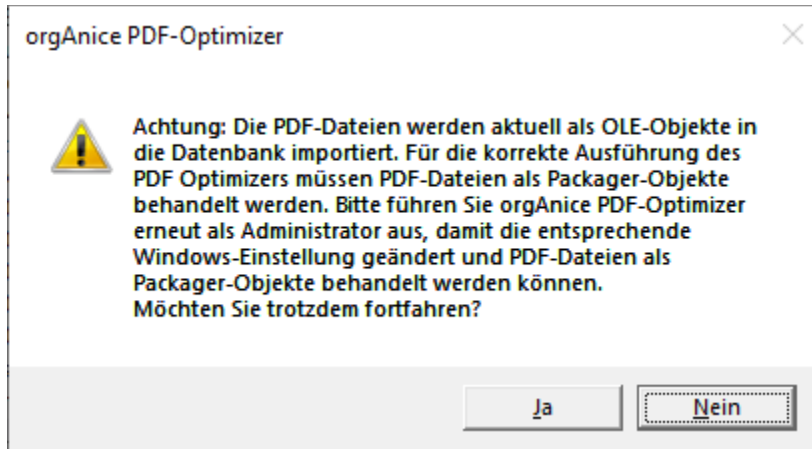 orgAnice PDF-Optimizer
Achtung: Die PDF-Dateien werden aktuell als OLE-Objekte in
die Datenbank importiert. Für die korrekte Ausführung des
PDF Optimizers müssen PDF-Dateien als Packager-Objekte
behandelt werden. Bitte führen Sie orgAnice PDF-Optimizer
erneut als Administrator aus, damit die entsprechende
Windows-Einstellung geändert und PDF-Dateien als
Packager-Objekte behandelt werden können.
Möchten Sie trotzdem fortfahren?
Ja
Nein